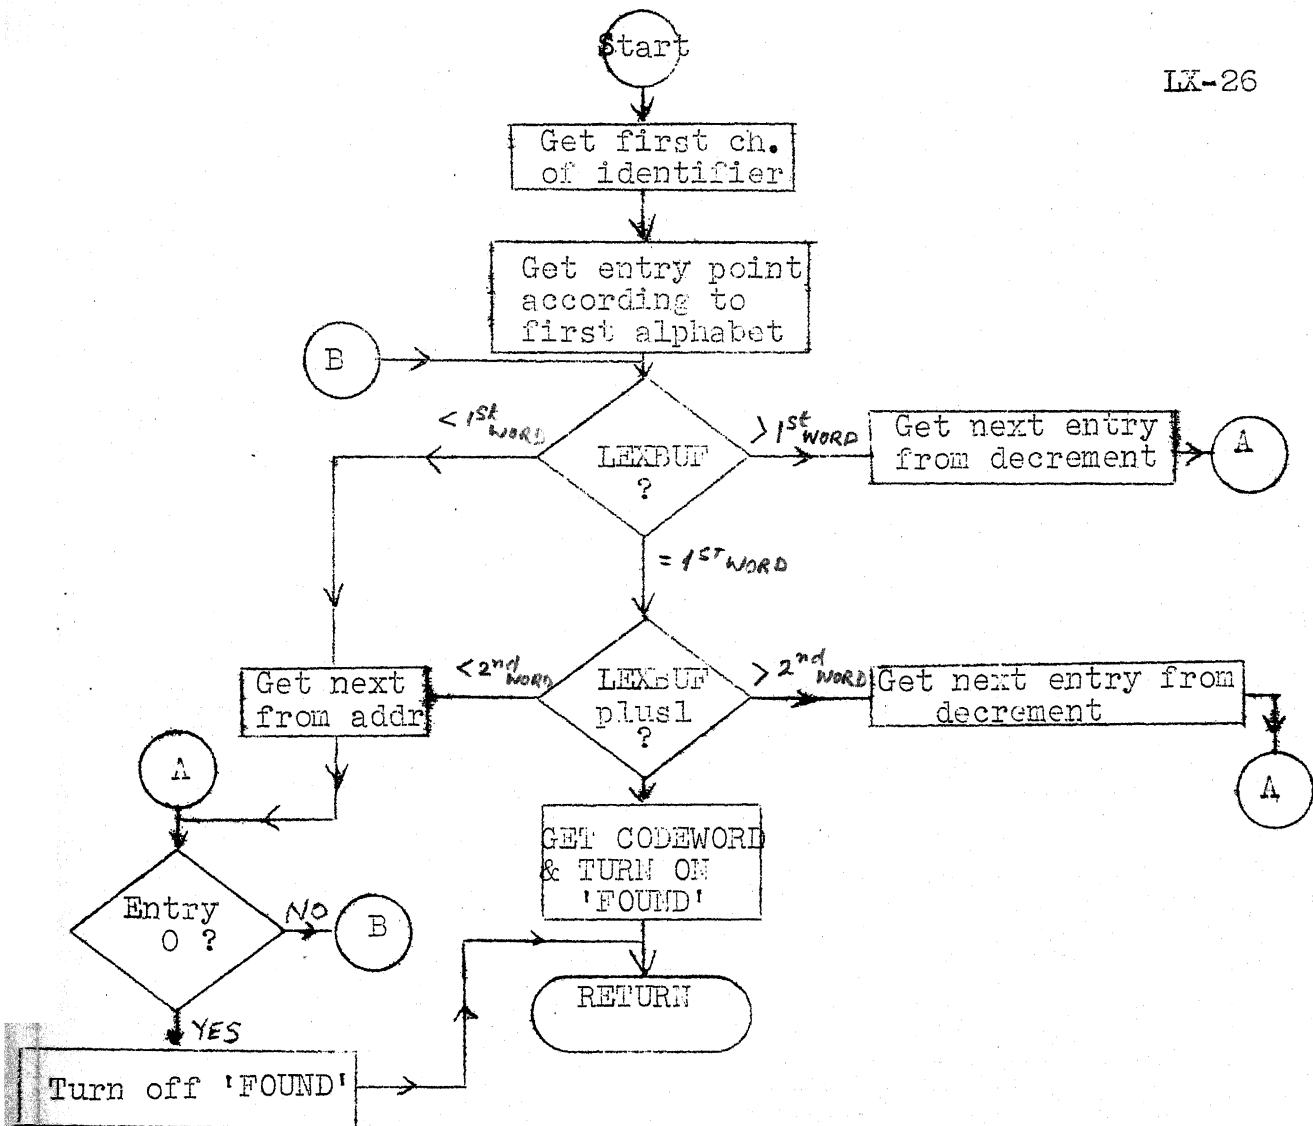 Start
LX-26
Get first ch.
of identifier
Get entry point
according to
first alphabet
B
< 1st WORD
LEXBUF
?
> 1st WORD
Get next entry
from decrement
A
= 1ST WORD
Get next
from addr
< 2nd WORD
LEXBUF
plus1
?
> 2nd WORD
Get next entry from
decrement
A
A
GET CODEWORD
& TURN ON
'FOUND'
Entry
0 ?
NO
B
RETURN
YES
Turn off 'FOUND'